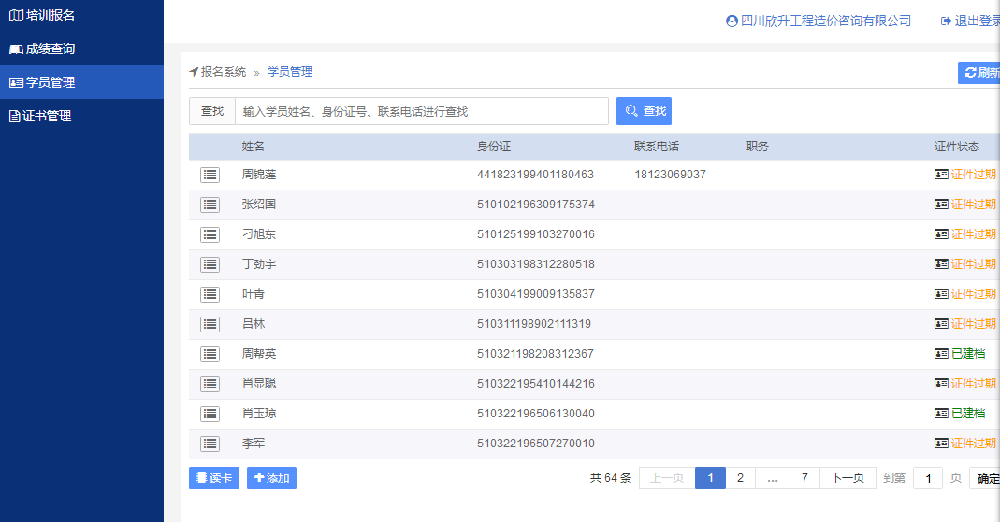 培训报名
成绩查询
学员管理
证书管理
四川欣升工程造价咨询有限公司 退出登录
报名系统 » 学员管理 刷新
查找 输入学员姓名、身份证号、联系电话进行查找 查找
姓名 身份证 联系电话 职务 证件状态
周锦莲 441823199401180463 18123069037 证件过期
张绍国 510102196309175374 证件过期
刁旭东 510125199103270016 证件过期
丁劲宇 510303198312280518 证件过期
叶青 510304199009135837 证件过期
吕林 510311198902111319 证件过期
周帮英 510321198208312367 已建档
肖显聪 510322195410144216 证件过期
肖玉琼 510322196506130040 已建档
李军 510322196507270010 证件过期
读卡 添加 共 64 条 上一页 1 2 … 7 下一页 到第 1 页 确定